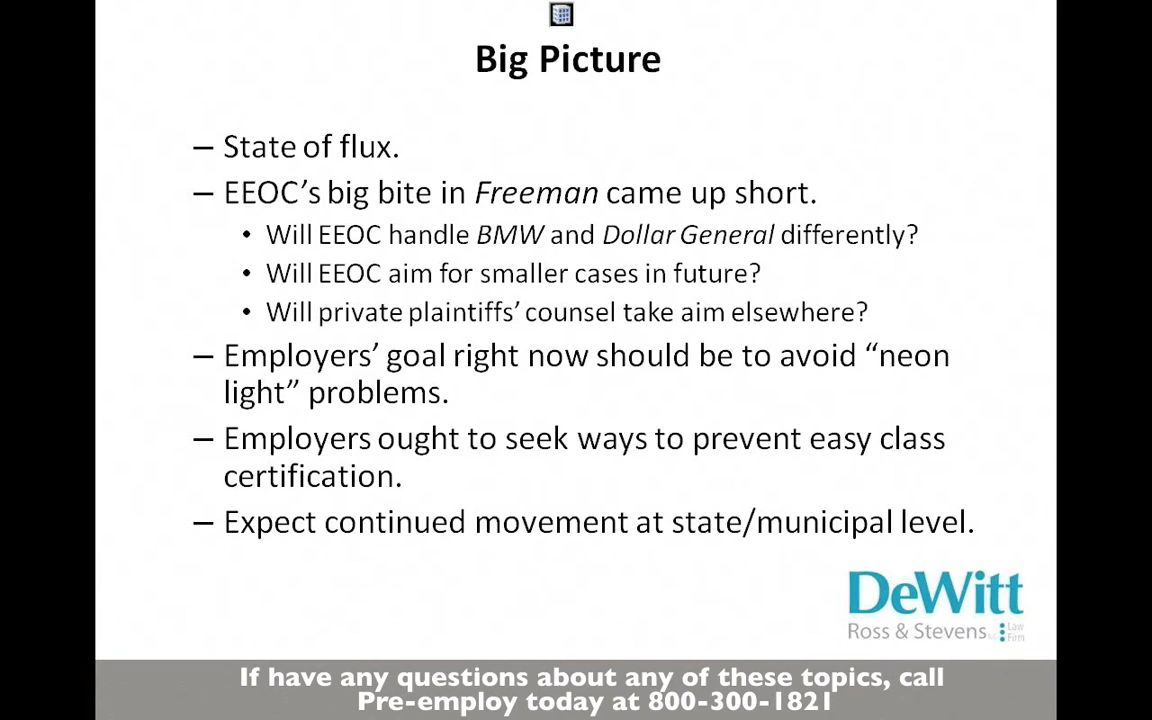 Big Picture
– State of flux.
– EEOC’s big bite in Freeman came up short.
• Will EEOC handle BMW and Dollar General differently?
• Will EEOC aim for smaller cases in future?
• Will private plaintiffs’ counsel take aim elsewhere?
– Employers’ goal right now should be to avoid “neon
light” problems.
– Employers ought to seek ways to prevent easy class
certification.
– Expect continued movement at state/municipal level.
DeWitt
Ross & Stevens
Law
Firm
If have any questions about any of these topics, call
Pre-employ today at 800-300-1821